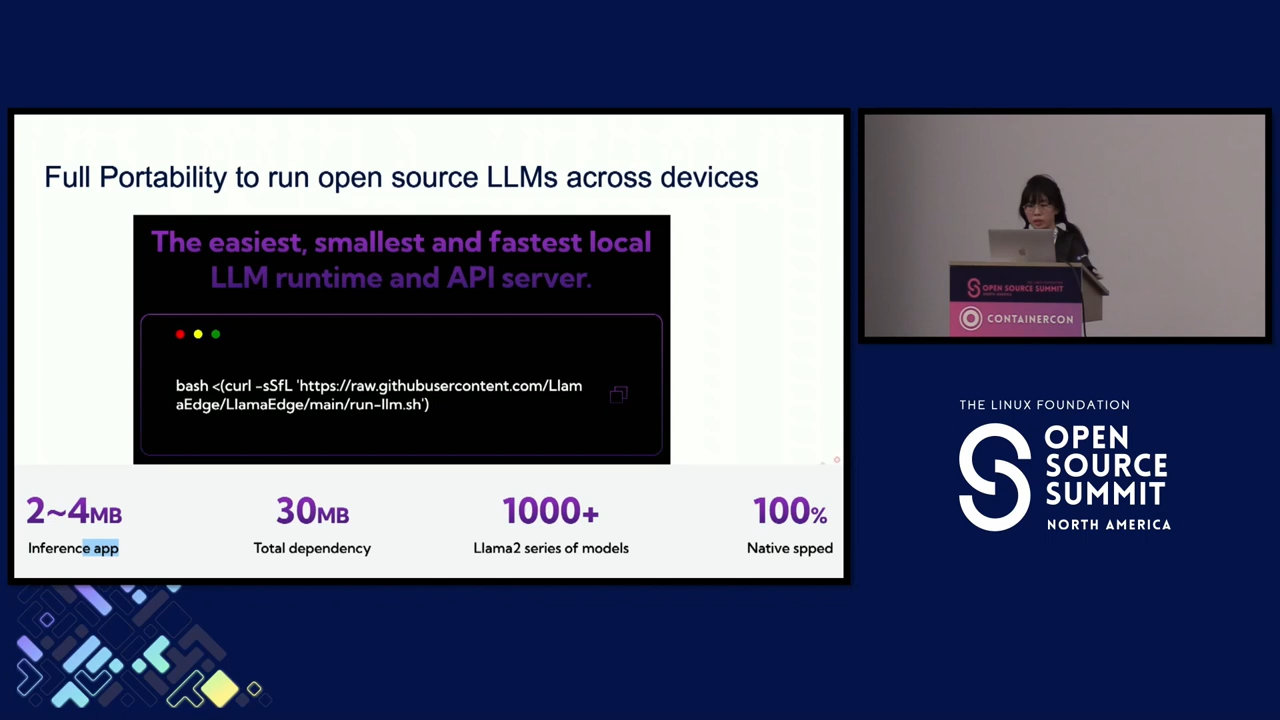 Full Portability to run open source LLMs across devices
The easiest, smallest and fastest local
LLM runtime and API server.
bash <(curl -sSfL 'https://raw.githubusercontent.com/Llam
aEdge/LlamaEdge/main/run-llm.sh')
2~4MB
Inference app
30MB
Total dependency
1000+
Llama2 series of models
100%
Native spped
OPEN SOURCE SUMMIT
CONTAINERCON
THE LINUX FOUNDATION
OPEN
SOURCE
SUMMIT
NORTH AMERICA